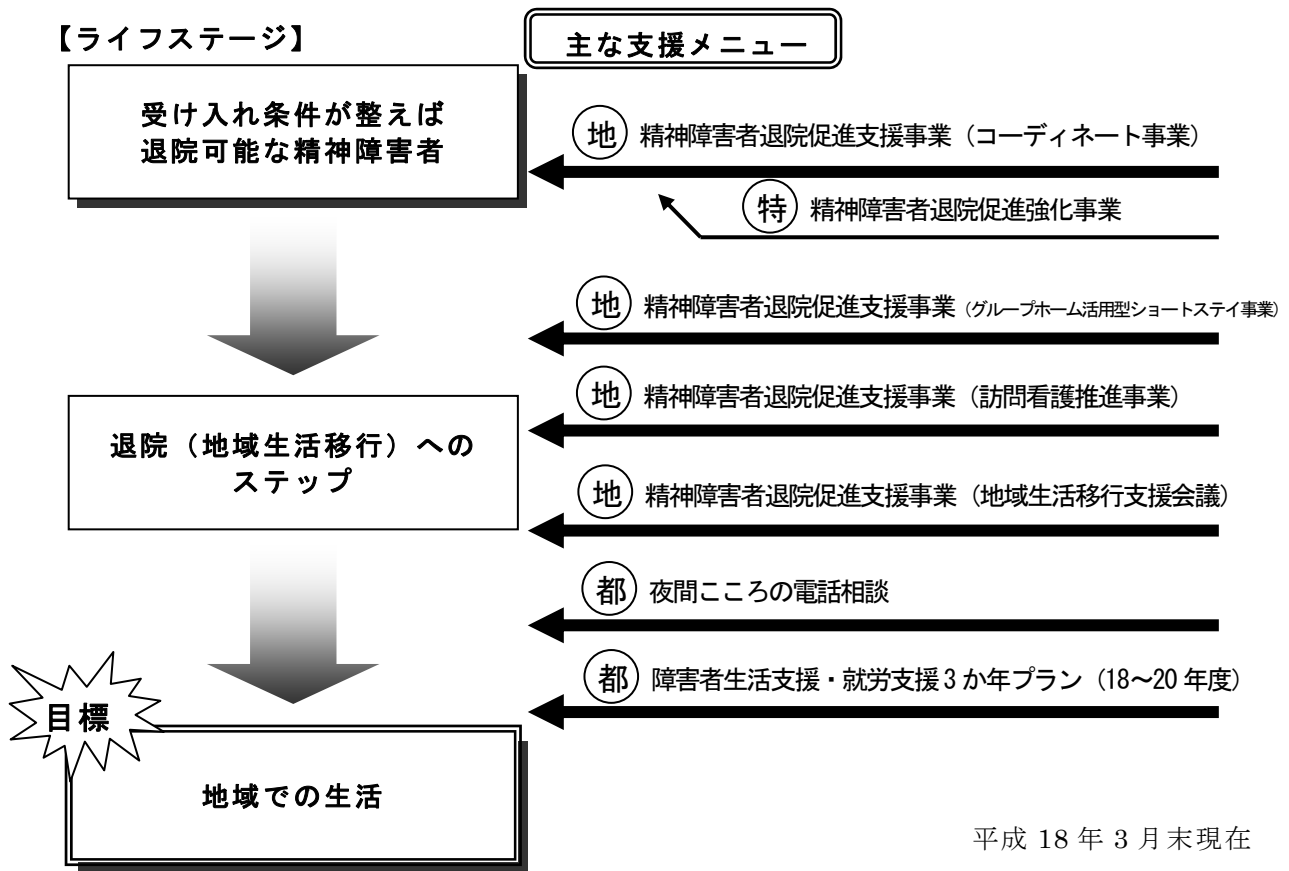 【ライフステージ】
主な支援メニュー
受け入れ条件が整えば
退院可能な精神障害者
地 精神障害者退院促進支援事業（コーディネート事業）
特 精神障害者退院促進強化事業
地 精神障害者退院促進支援事業（グループホーム活用型ショートステイ事業）
地 精神障害者退院促進支援事業（訪問看護推進事業）
退院（地域生活移行）への
ステップ
地 精神障害者退院促進支援事業（地域生活移行支援会議）
都 夜間こころの電話相談
都 障害者生活支援・就労支援３か年プラン（18～20年度）
目標
地域での生活
平成 18 年 3 月末現在